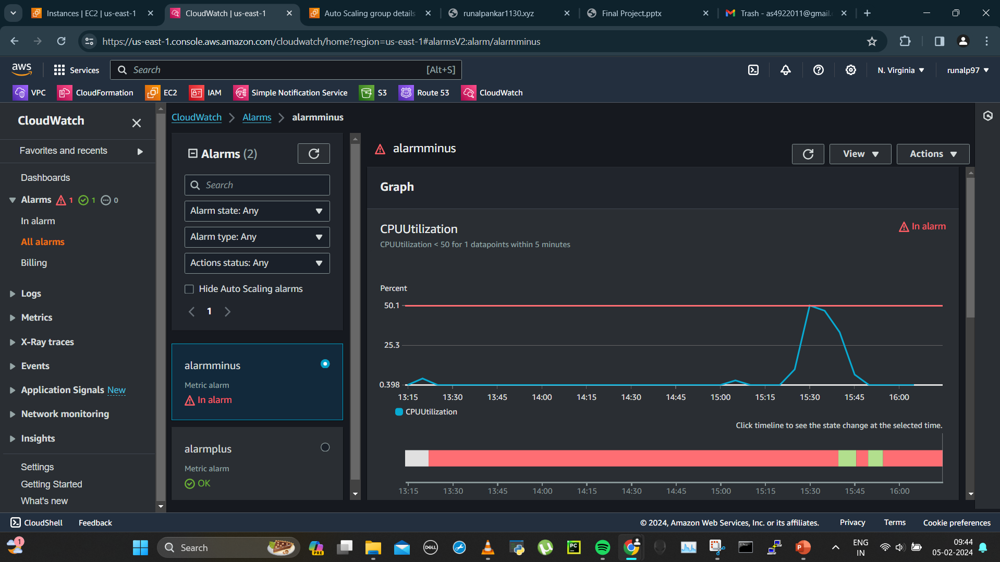 Instances | EC2 | us-east-1
CloudWatch | us-east-1
Auto Scaling group details
runalpankar1130.xyz
Final Project.pptx
Trash - as4922011@gmail.
https://us-east-1.console.aws.amazon.com/cloudwatch/home?region=us-east-1#alarmsV2:alarm/alarmminus
aws
Services
Search
[Alt+S]
N. Virginia
runalp97
VPC
CloudFormation
EC2
IAM
Simple Notification Service
S3
Route 53
CloudWatch
CloudWatch
Favorites and recents
Dashboards
Alarms 1 1 0
In alarm
All alarms
Billing
Logs
Metrics
X-Ray traces
Events
Application Signals New
Network monitoring
Insights
Settings
Getting Started
What's new
CloudWatch
Alarms
alarmminus
Alarms (2)
Search
Alarm state: Any
Alarm type: Any
Actions status: Any
Hide Auto Scaling alarms
1
alarmminus
Metric alarm
In alarm
alarmplus
Metric alarm
OK
alarmminus
View
Actions
Graph
CPUUtilization
In alarm
CPUUtilization < 50 for 1 datapoints within 5 minutes
Percent
50.1
25.3
0.398
13:15 13:30 13:45 14:00 14:15 14:30 14:45 15:00 15:15 15:30 15:45 16:00
CPUUtilization
Click timeline to see the state change at the selected time.
13:15 13:30 13:45 14:00 14:15 14:30 14:45 15:00 15:15 15:30 15:45 16:00
CloudShell
Feedback
© 2024, Amazon Web Services, Inc. or its affiliates.
Privacy
Terms
Cookie preferences
1
Search
PRE
DELL
PC
P
ENG
IN
09:44
05-02-2024